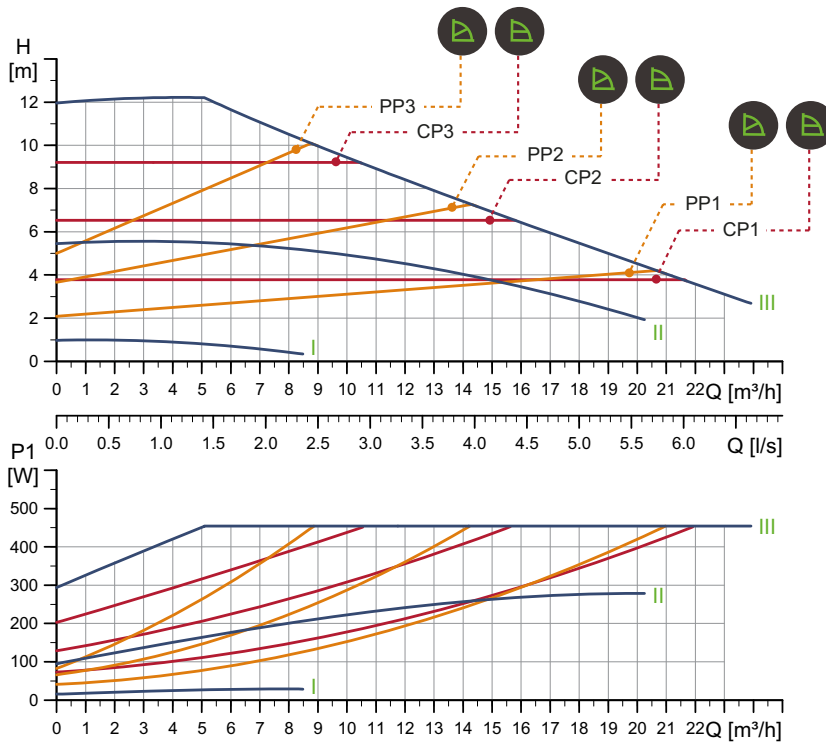 H
[m]
12
10
8
6
4
2
0
PP3
CP3
PP2
CP2
PP1
CP1
III
II
I
0 1 2 3 4 5 6 7 8 9 10 11 12 13 14 15 16 17 18 19 20 21 22 Q [m³/h]
0.0 0.5 1.0 1.5 2.0 2.5 3.0 3.5 4.0 4.5 5.0 5.5 6.0 Q [l/s]
P1
[W]
500
400
300
200
100
0
III
II
I
0 1 2 3 4 5 6 7 8 9 10 11 12 13 14 15 16 17 18 19 20 21 22 Q [m³/h]